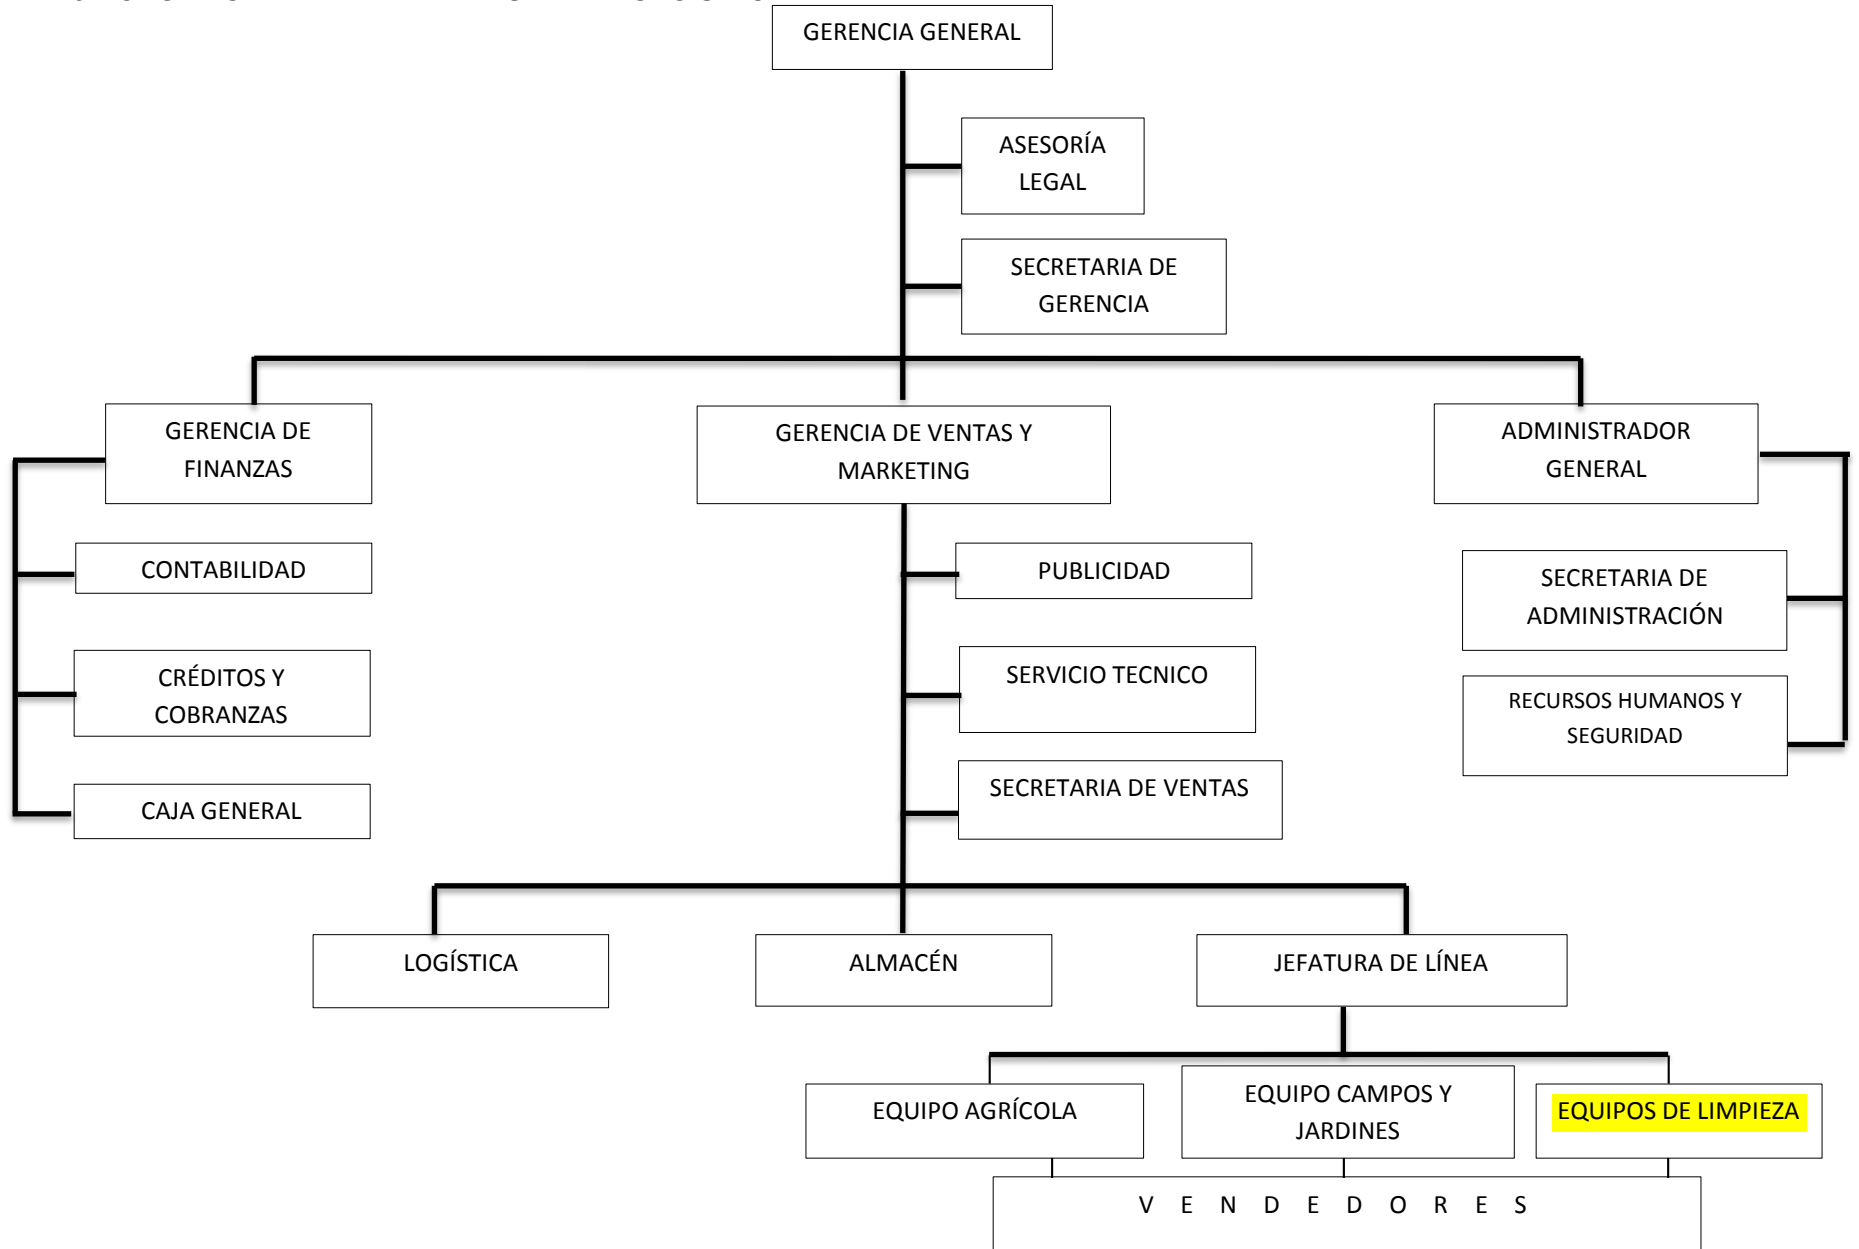 GERENCIA GENERAL
ASESORÍA
LEGAL
SECRETARIA DE
GERENCIA
GERENCIA DE
FINANZAS
GERENCIA DE VENTAS Y
MARKETING
ADMINISTRADOR
GENERAL
CONTABILIDAD
PUBLICIDAD
SECRETARIA DE
ADMINISTRACIÓN
CRÉDITOS Y
COBRANZAS
SERVICIO TECNICO
RECURSOS HUMANOS Y
SEGURIDAD
CAJA GENERAL
SECRETARIA DE VENTAS
LOGÍSTICA
ALMACÉN
JEFATURA DE LÍNEA
EQUIPO AGRÍCOLA
EQUIPO CAMPOS Y
JARDINES
EQUIPOS DE LIMPIEZA
V E N D E D O R E S